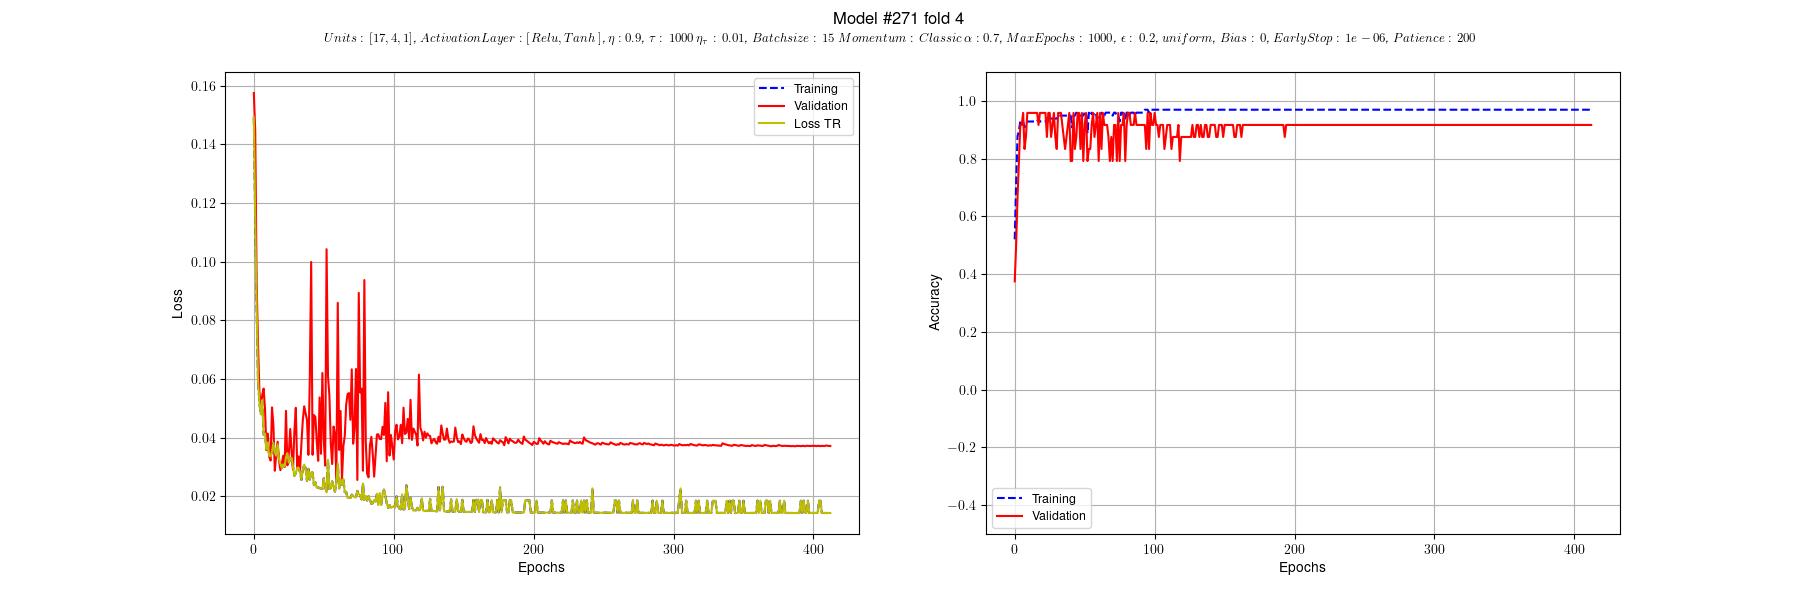 Model #271 fold 4
Units : [17, 4, 1], ActivationLayer : [Relu, Tanh], η : 0.9, τ : 1000 ητ : 0.01, Batchsize : 15 Momentum : Classic α : 0.7, MaxEpochs : 1000, ϵ : 0.2, uniform, Bias : 0, EarlyStop : 1e − 06, Patience : 200
0.16
0.14
0.12
0.10
0.08
0.06
0.04
0.02
Loss
0 100 200 300 400
Epochs
Training
Validation
Loss TR
1.0
0.8
0.6
0.4
0.2
0.0
−0.2
−0.4
Accuracy
0 100 200 300 400
Epochs
Training
Validation